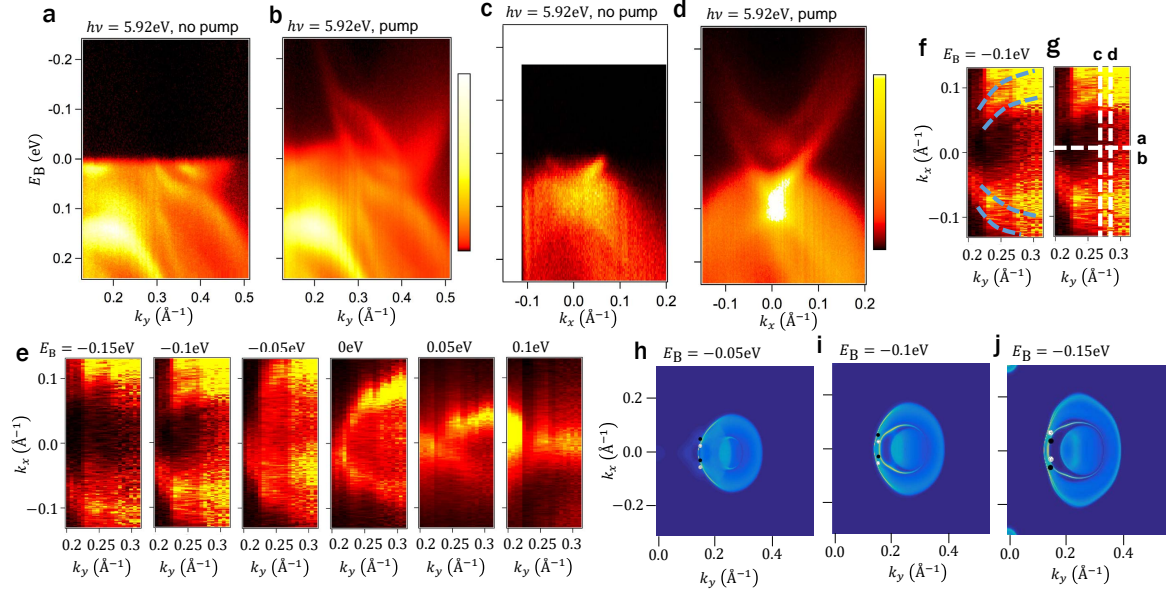 a
hν = 5.92eV, no pump
-0.2
-0.1
0.0
0.1
0.2
E_B (eV)
0.2 0.3 0.4 0.5
k_y (Å⁻¹)
b
hν = 5.92eV, pump
0.2 0.3 0.4 0.5
k_y (Å⁻¹)
c
hν = 5.92eV, no pump
-0.1 0.0 0.1 0.2
k_x (Å⁻¹)
d
hν = 5.92eV, pump
-0.1 0.0 0.1 0.2
k_x (Å⁻¹)
f
E_B = −0.1eV
0.1
0.0
−0.1
k_x (Å⁻¹)
0.2 0.25 0.3
k_y (Å⁻¹)
g
c d
a
b
0.2 0.25 0.3
k_y (Å⁻¹)
e
E_B = −0.15eV −0.1eV −0.05eV 0eV 0.05eV 0.1eV
0.1
0.0
−0.1
k_x (Å⁻¹)
0.2 0.25 0.3 0.2 0.25 0.3 0.2 0.25 0.3 0.2 0.25 0.3 0.2 0.25 0.3 0.2 0.25 0.3
k_y (Å⁻¹) k_y (Å⁻¹) k_y (Å⁻¹) k_y (Å⁻¹) k_y (Å⁻¹) k_y (Å⁻¹)
h
E_B = −0.05eV
0.2
0.0
−0.2
k_x (Å⁻¹)
0.0 0.2 0.4
k_y (Å⁻¹)
i
E_B = −0.1eV
0.0 0.2 0.4
k_y (Å⁻¹)
j
E_B = −0.15eV
0.0 0.2 0.4
k_y (Å⁻¹)